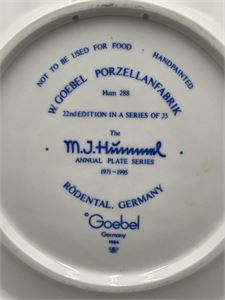 NOT TO BE USED FOR FOOD · HANDPAINTED
W. GOEBEL PORZELLANFABRIK
Hum 288
22nd EDITION IN A SERIES OF 25
The
M.J. Hummel
ANNUAL PLATE SERIES
1971-1995
RÖDENTAL, GERMANY
©Goebel
Germany
1984